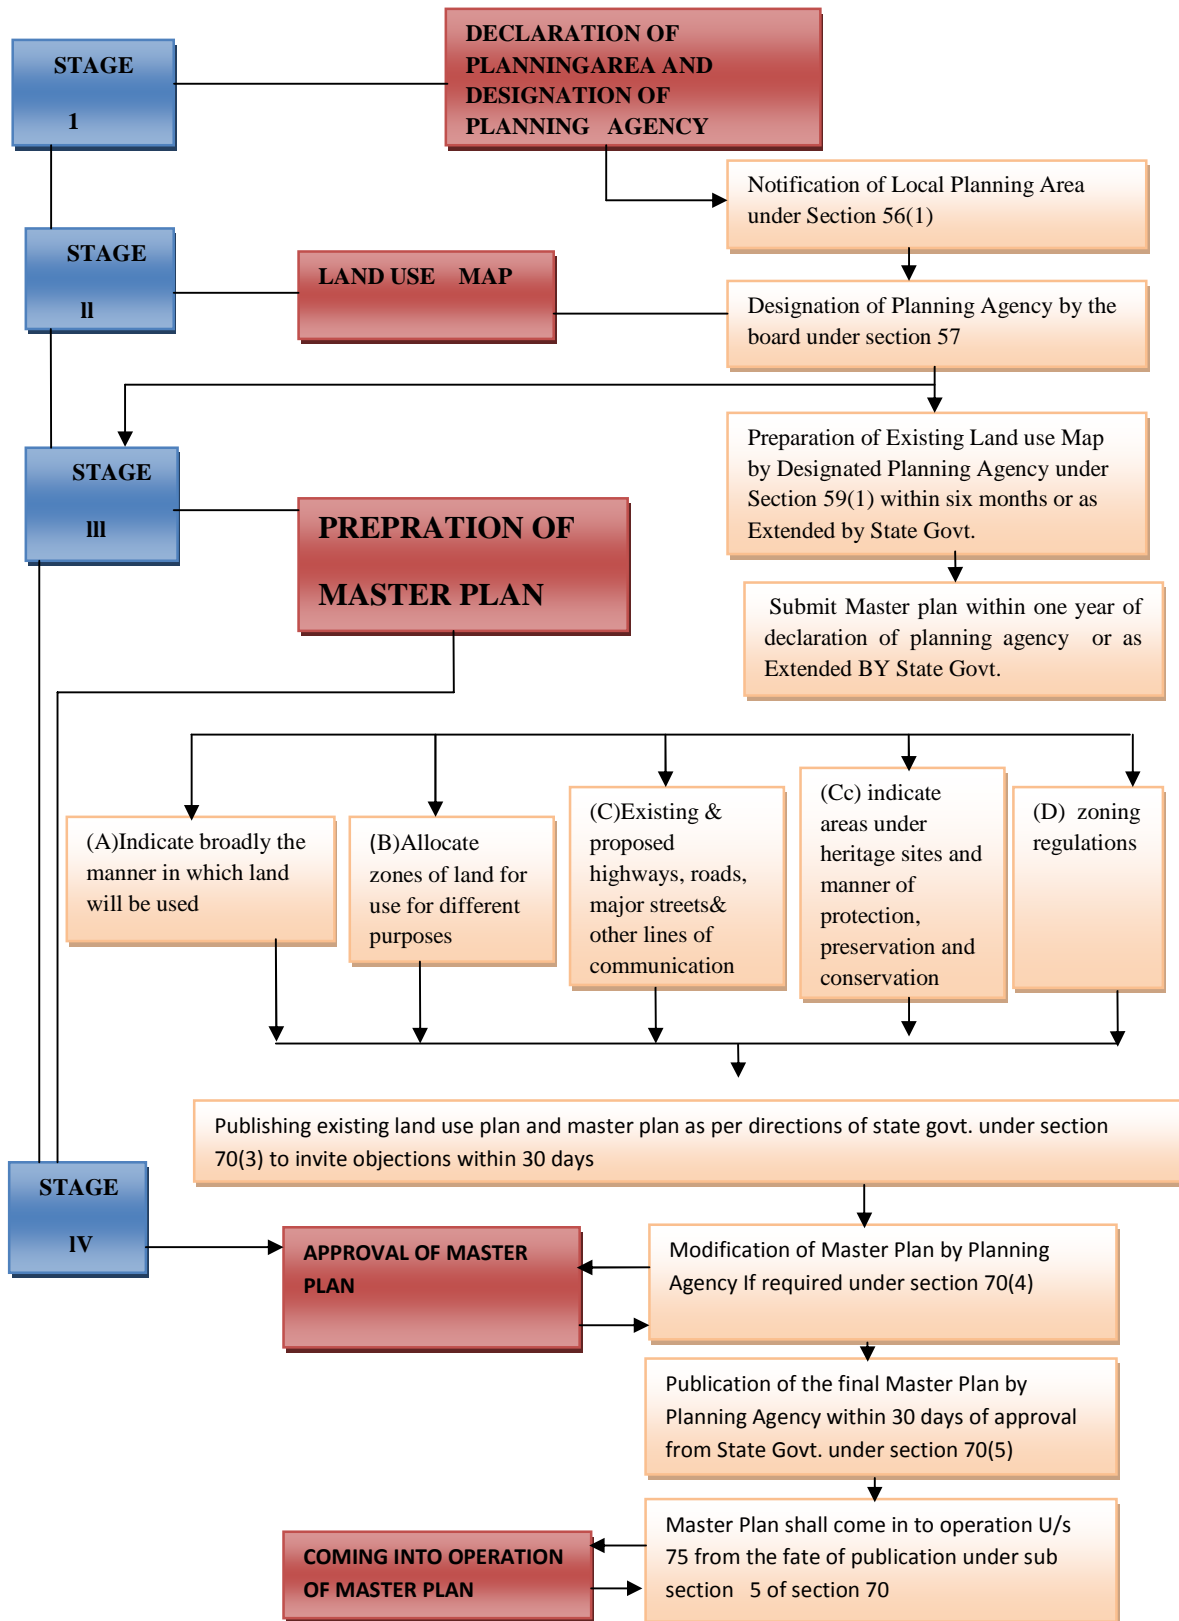 STAGE
1
DECLARATION OF
PLANNINGAREA AND
DESIGNATION OF
PLANNING AGENCY
Notification of Local Planning Area
under Section 56(1)
STAGE
ll
LAND USE MAP
Designation of Planning Agency by the
board under section 57
STAGE
lll
PREPRATION OF
MASTER PLAN
Preparation of Existing Land use Map
by Designated Planning Agency under
Section 59(1) within six months or as
Extended by State Govt.
Submit Master plan within one year of
declaration of planning agency or as
Extended BY State Govt.
(A)Indicate broadly the
manner in which land
will be used
(B)Allocate
zones of land for
use for different
purposes
(C)Existing &
proposed
highways, roads,
major streets&
other lines of
communication
(Cc) indicate
areas under
heritage sites and
manner of
protection,
preservation and
conservation
(D) zoning
regulations
Publishing existing land use plan and master plan as per directions of state govt. under section
70(3) to invite objections within 30 days
STAGE
lV
APPROVAL OF MASTER
PLAN
Modification of Master Plan by Planning
Agency If required under section 70(4)
Publication of the final Master Plan by
Planning Agency within 30 days of approval
from State Govt. under section 70(5)
COMING INTO OPERATION
OF MASTER PLAN
Master Plan shall come in to operation U/s
75 from the fate of publication under sub
section 5 of section 70